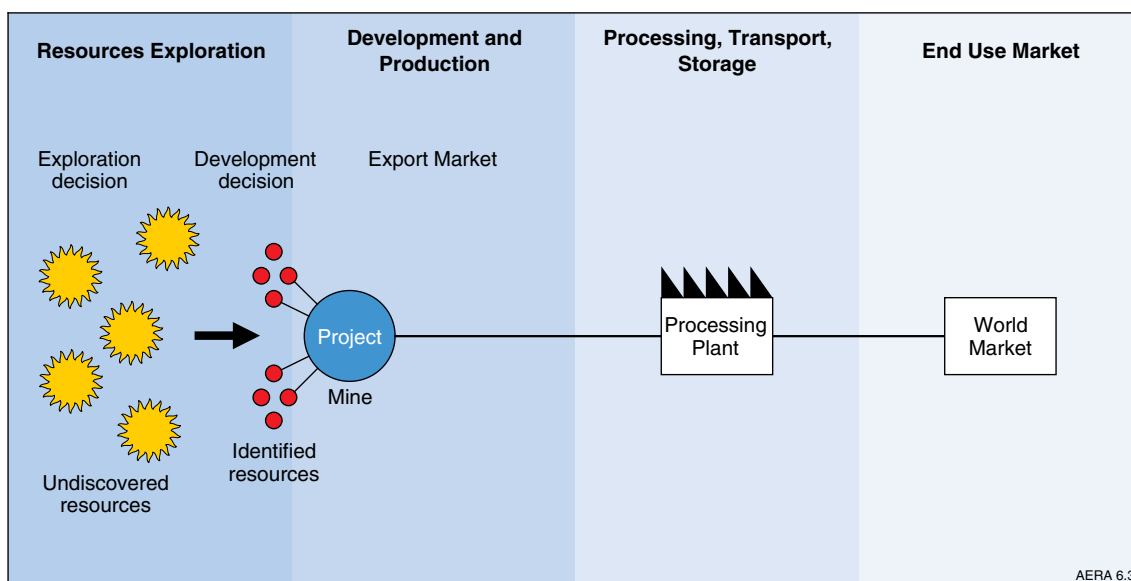 Resources Exploration
Development and
Production
Processing, Transport,
Storage
End Use Market
Exploration
decision
Development
decision
Export Market
Project
Mine
Processing
Plant
World
Market
Identified
resources
Undiscovered
resources
AERA 6.3